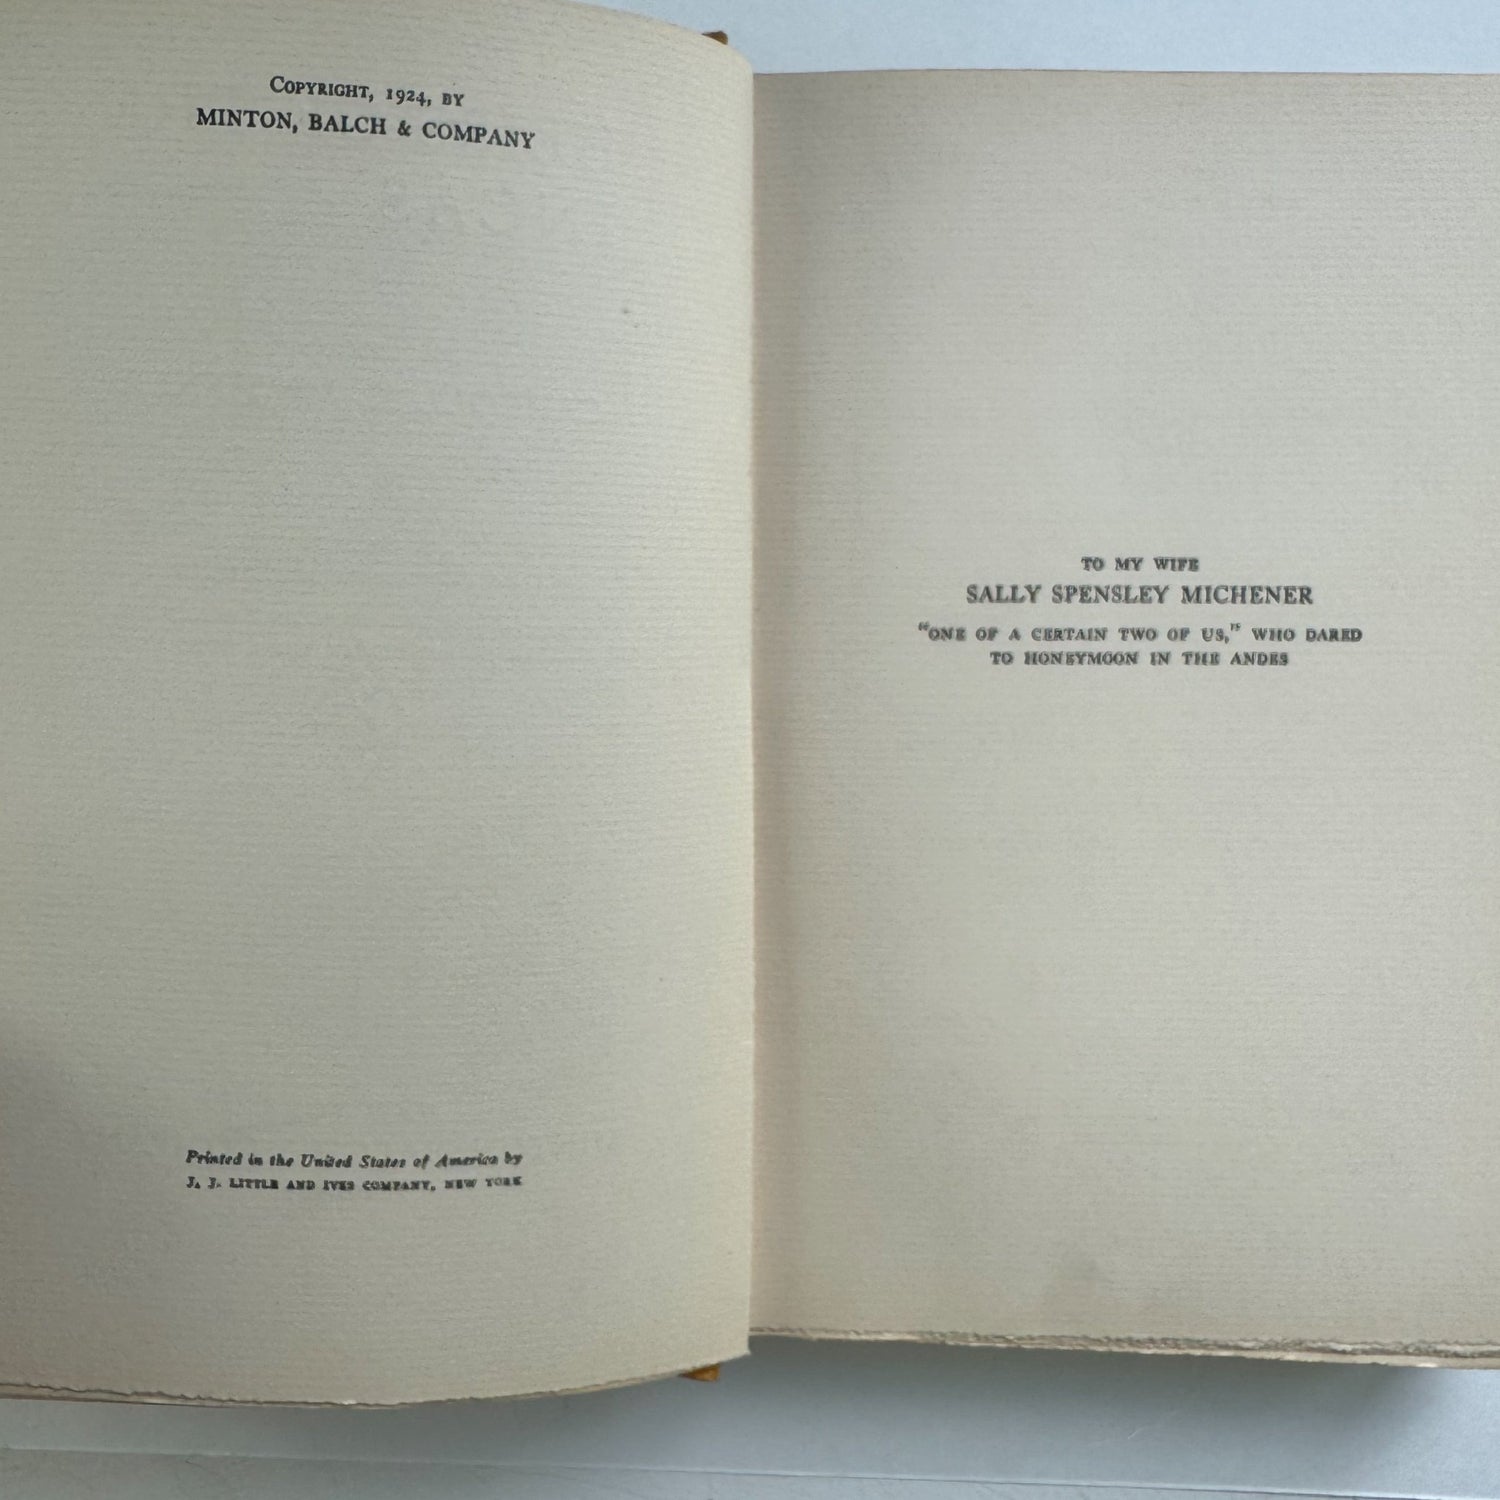 Copyright, 1924, by
MINTON, BALCH & COMPANY
Printed in the United States of America by
J. J. LITTLE AND IVES COMPANY, NEW YORK
TO MY WIFE
SALLY SPENSLEY MICHENER
"ONE OF A CERTAIN TWO OF US," WHO DARED
TO HONEYMOON IN THE ANDES